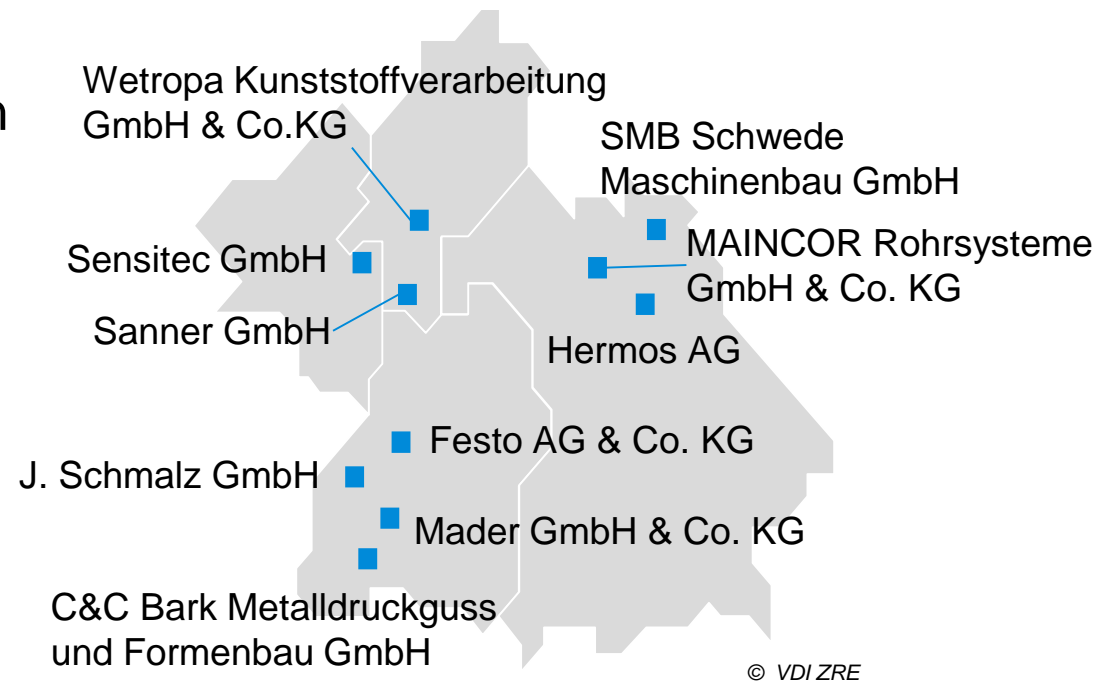 Wetropa Kunststoffverarbeitung
GmbH & Co.KG
n
SMB Schwede
Maschinenbau GmbH
Sensitec GmbH
MAINCOR Rohrsysteme
GmbH & Co. KG
Sanner GmbH
Hermos AG
Festo AG & Co. KG
J. Schmalz GmbH
Mader GmbH & Co. KG
C&C Bark Metalldruckguss
und Formenbau GmbH
© VDI ZRE